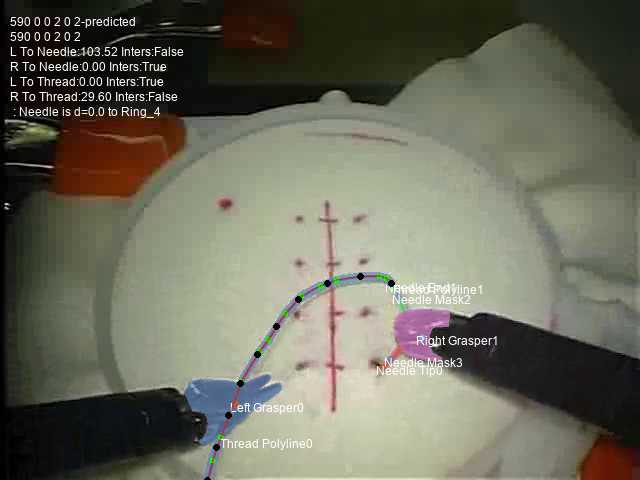 590 0 0 2 0 2-predicted
590 0 0 2 0 2
L To Needle:103.52 Inters:False
R To Needle:0.00 Inters:True
L To Thread:0.00 Inters:True
R To Thread:29.60 Inters:False
: Needle is d=0.0 to Ring_4
Thread Polyline1
Needle Mask2
Right Grasper1
Needle Mask3
Needle Tip0
Left Grasper0
Thread Polyline0